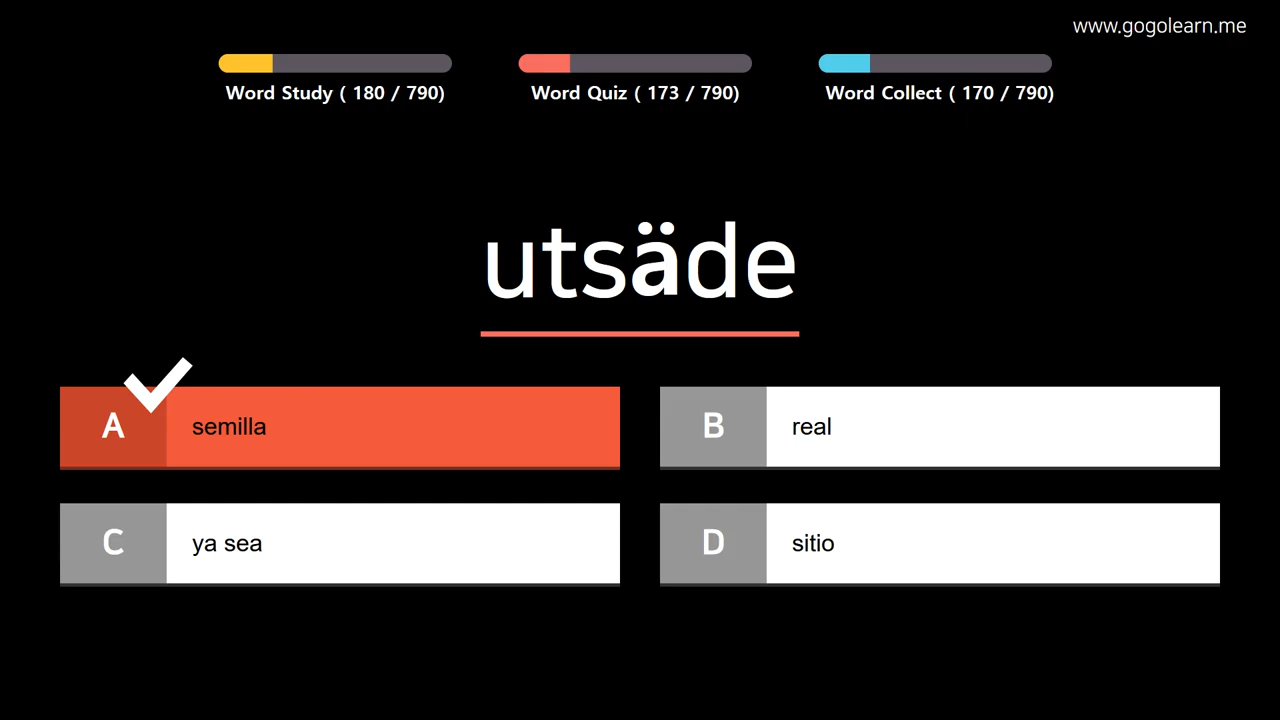 www.gogolearn.me
Word Study ( 180 / 790)
Word Quiz ( 173 / 790)
Word Collect ( 170 / 790)
utsäde
A semilla
B real
C ya sea
D sitio